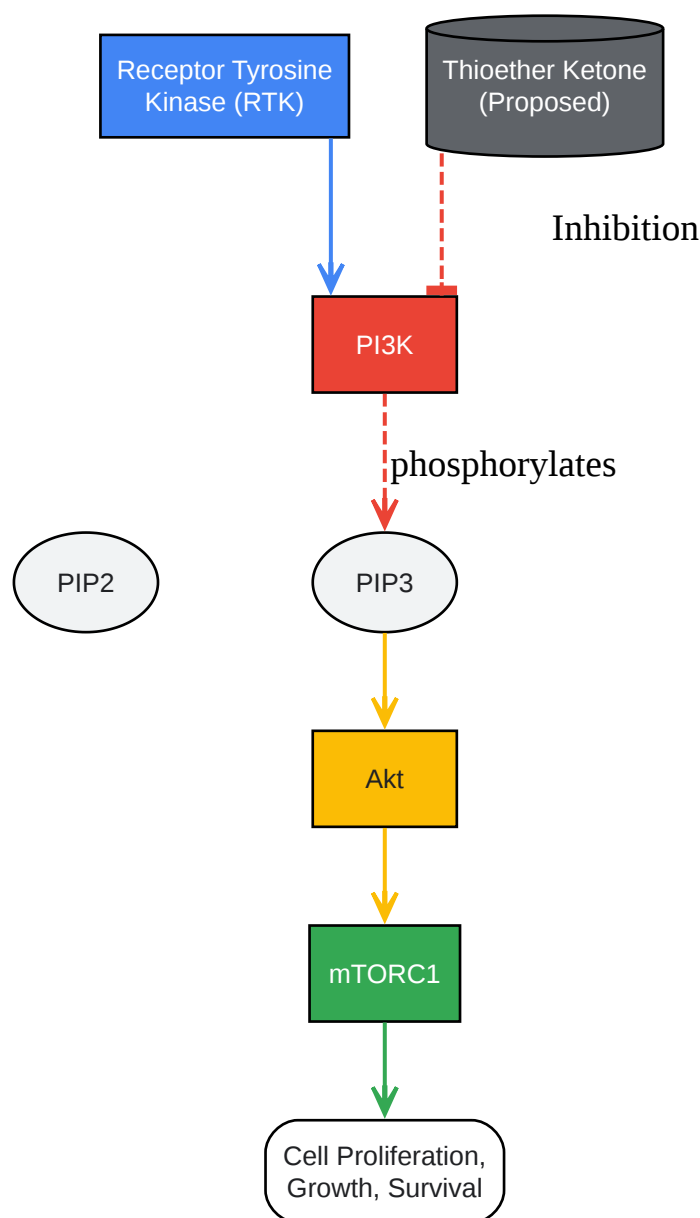 Receptor Tyrosine
Kinase (RTK)
Thioether Ketone
(Proposed)
Inhibition
PI3K
phosphorylates
PIP2
PIP3
Akt
mTORC1
Cell Proliferation,
Growth, Survival